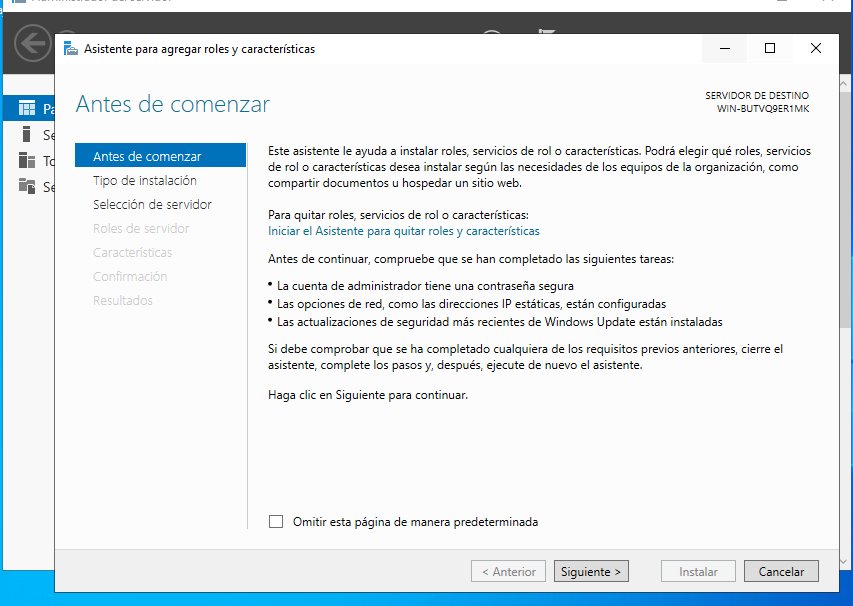 Administrador del servidor
Asistente para agregar roles y características
Antes de comenzar
SERVIDOR DE DESTINO
WIN-BUTVQ9ER1MK
Antes de comenzar
Tipo de instalación
Selección de servidor
Roles de servidor
Características
Confirmación
Resultados
Este asistente le ayuda a instalar roles, servicios de rol o características. Podrá elegir qué roles, servicios
de rol o características desea instalar según las necesidades de los equipos de la organización, como
compartir documentos u hospedar un sitio web.
Para quitar roles, servicios de rol o características:
Iniciar el Asistente para quitar roles y características
Antes de continuar, compruebe que se han completado las siguientes tareas:
• La cuenta de administrador tiene una contraseña segura
• Las opciones de red, como las direcciones IP estáticas, están configuradas
• Las actualizaciones de seguridad más recientes de Windows Update están instaladas
Si debe comprobar que se ha completado cualquiera de los requisitos previos anteriores, cierre el
asistente, complete los pasos y, después, ejecute de nuevo el asistente.
Haga clic en Siguiente para continuar.
Omitir esta página de manera predeterminada
< Anterior
Siguiente >
Instalar
Cancelar